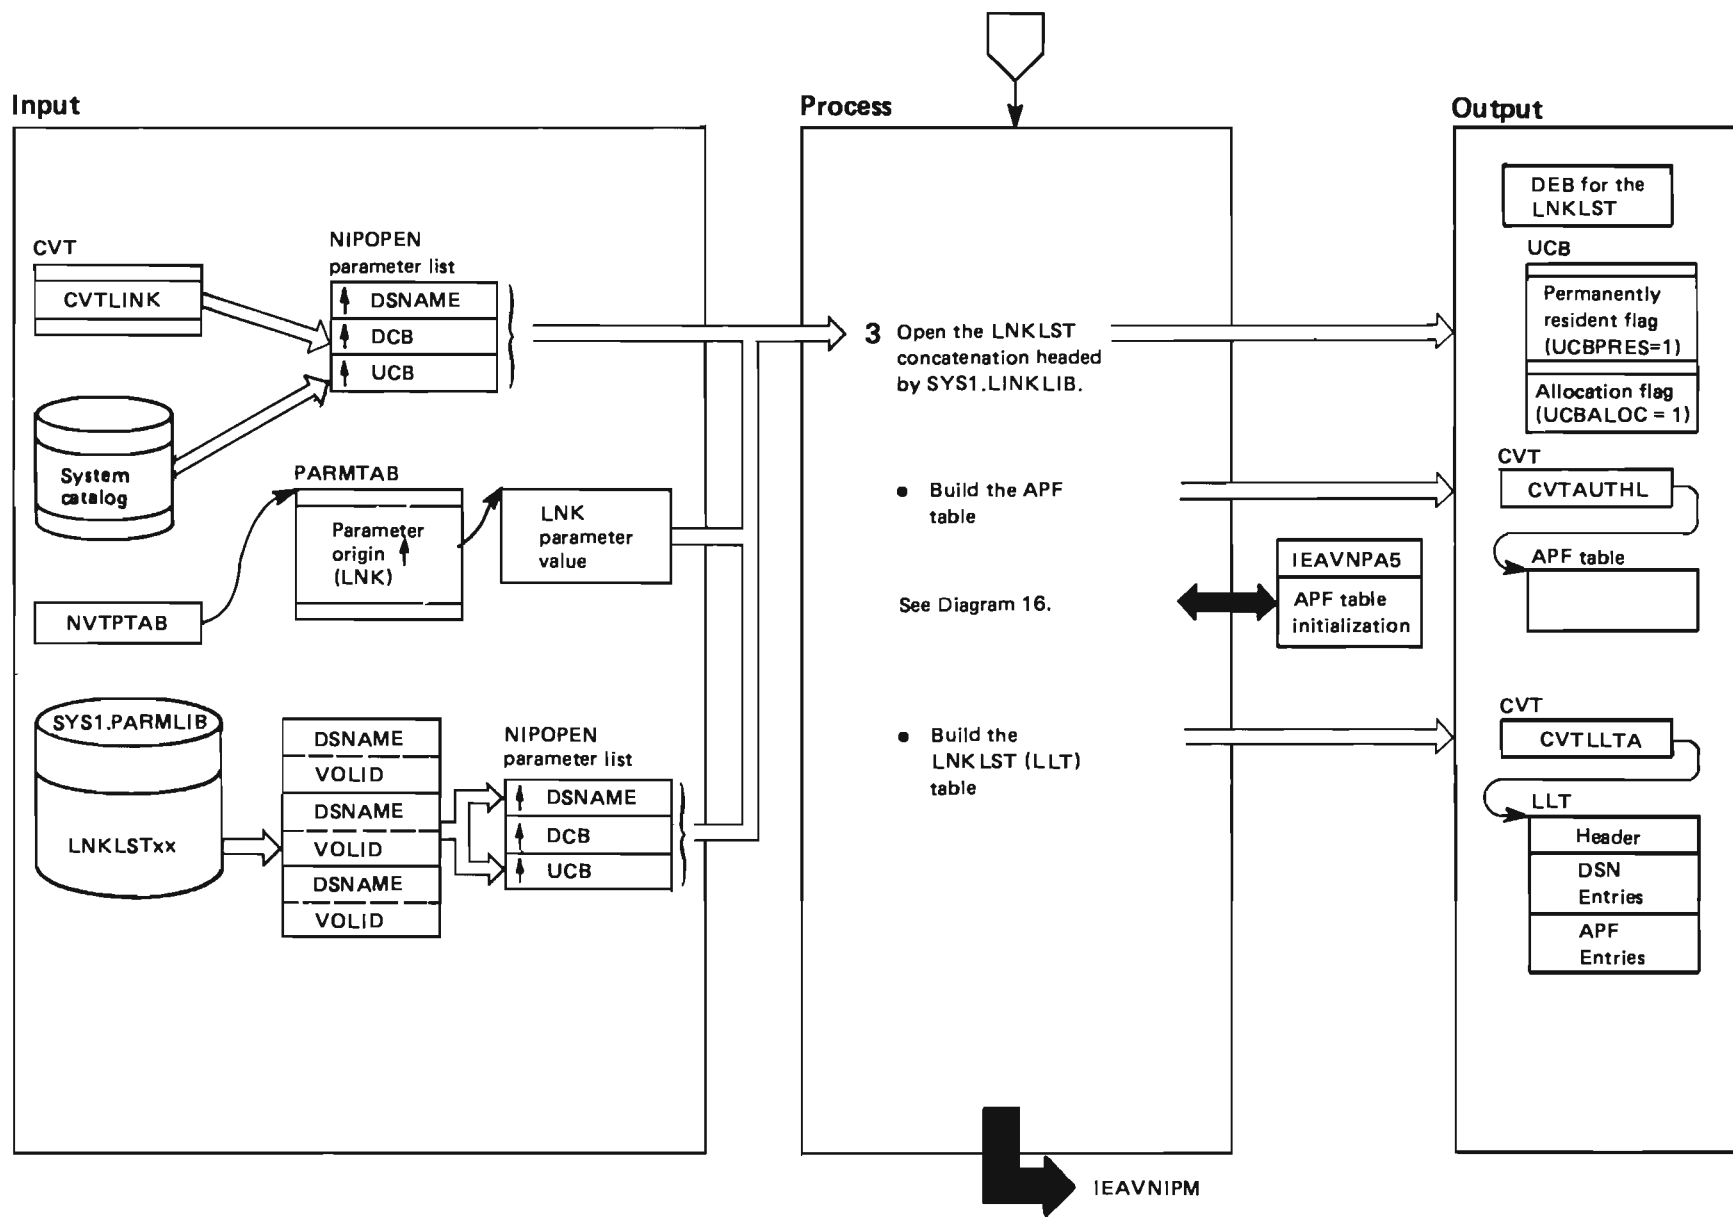 Input
CVT
CVTLINK
System
catalog
NIPOPEN
parameter list
DSNAME
DCB
UCB
PARMTAB
Parameter
origin
(LNK)
LNK
parameter
value
NVTPTAB
SYS1.PARMLIB
LNKLSTxx
DSNAME
VOLID
DSNAME
VOLID
DSNAME
VOLID
NIPOPEN
parameter list
DSNAME
DCB
UCB
Process
3 Open the LNKLST
concatenation headed
by SYS1.LINKLIB.
• Build the APF
table
See Diagram 16.
IEAVNPA5
APF table
initialization
• Build the
LNKLST (LLT)
table
IEAVNIPM
Output
DEB for the
LNKLST
UCB
Permanently
resident flag
(UCBPRES=1)
Allocation flag
(UCBALOC = 1)
CVT
CVTAUTHL
APF table
CVT
CVTLLTA
LLT
Header
DSN
Entries
APF
Entries